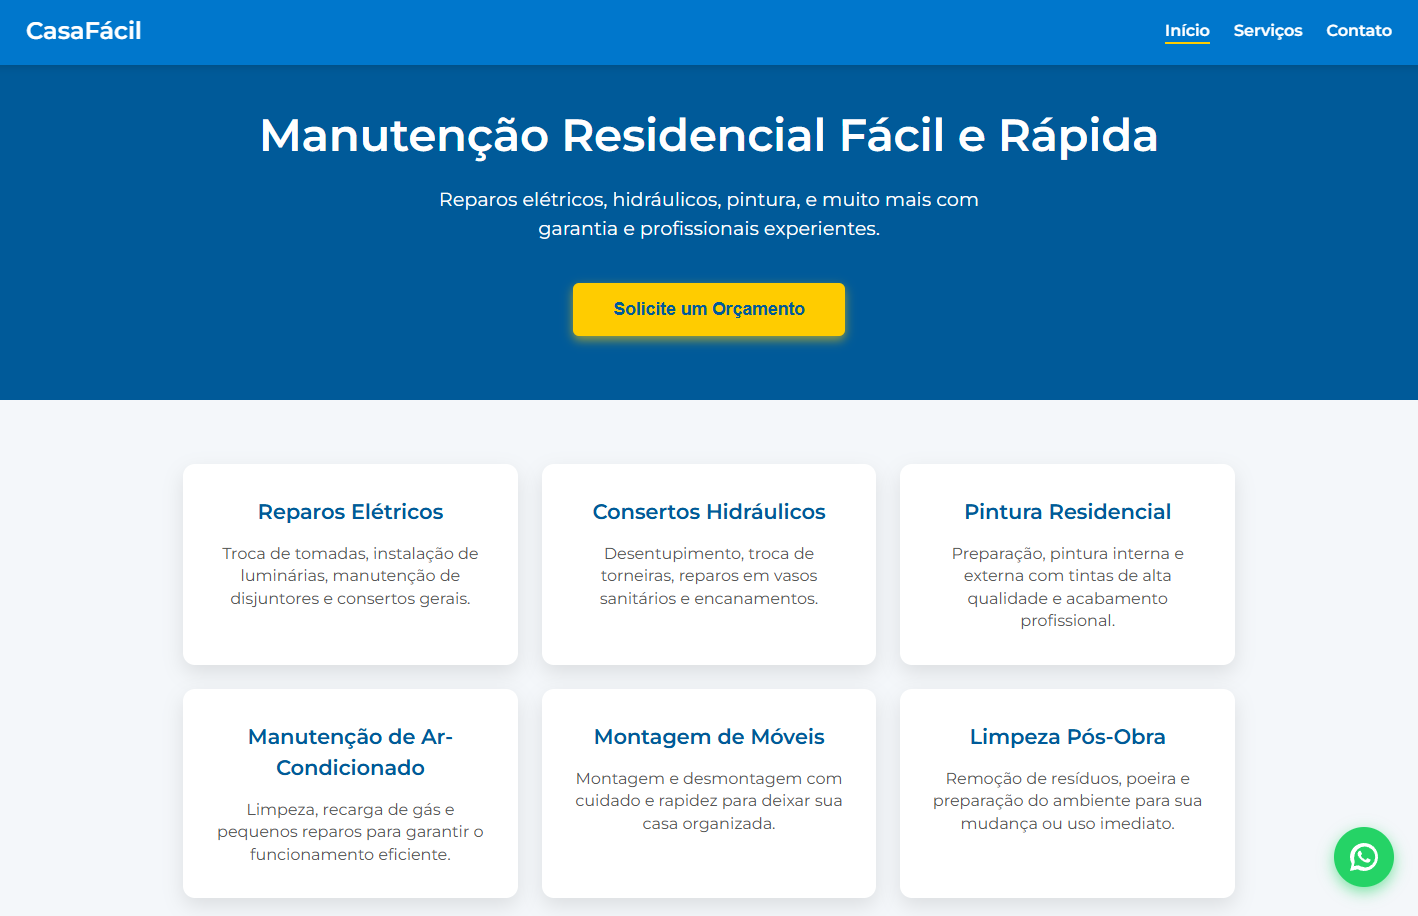 CasaFácil
Início Serviços Contato
Manutenção Residencial Fácil e Rápida
Reparos elétricos, hidráulicos, pintura, e muito mais com
garantia e profissionais experientes.
Solicite um Orçamento
Reparos Elétricos
Troca de tomadas, instalação de
luminárias, manutenção de
disjuntores e consertos gerais.
Consertos Hidráulicos
Desentupimento, troca de
torneiras, reparos em vasos
sanitários e encanamentos.
Pintura Residencial
Preparação, pintura interna e
externa com tintas de alta
qualidade e acabamento
profissional.
Manutenção de Ar-
Condicionado
Limpeza, recarga de gás e
pequenos reparos para garantir o
funcionamento eficiente.
Montagem de Móveis
Montagem e desmontagem com
cuidado e rapidez para deixar sua
casa organizada.
Limpeza Pós-Obra
Remoção de resíduos, poeira e
preparação do ambiente para sua
mudança ou uso imediato.